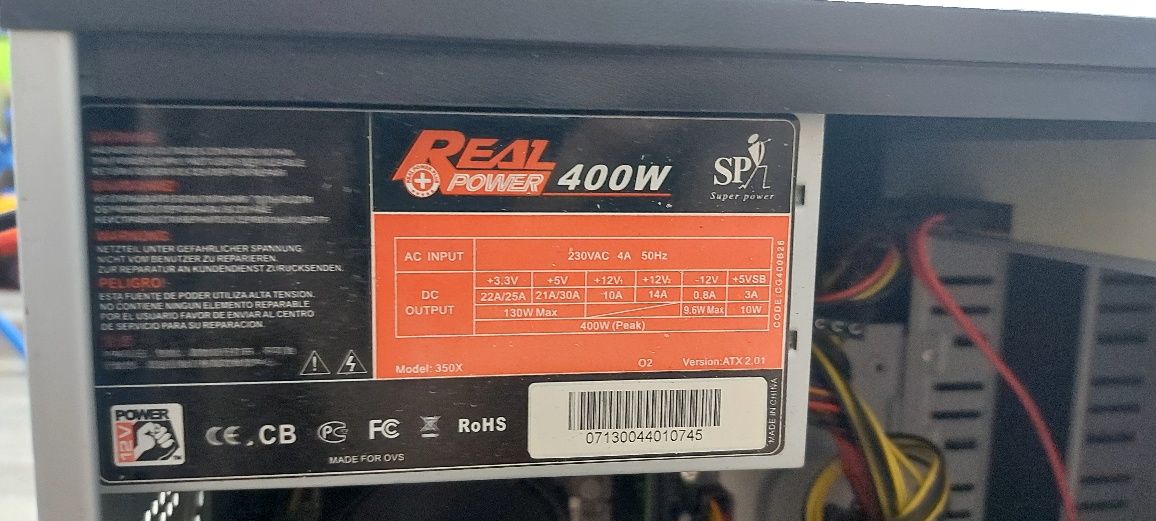 WARNING:
WARNING:
WARNING:
NETZTEIL UNTER GEFAHRLICHER SPANNUNG.
NICHT VOM BENUTZER ZU REPARIEREN.
ZUR REPARATUR AN KUNDENDIENST ZURUCKSENDEN.
PELIGRO:
ESTA FUENTE DE PODER UTILIZA ALTA TENSION.
NO CONTIENE NINGUN ELEMENTO REPARABLE
POR EL USUARIO FAVOR DE ENVIAR AL CENTRO
DE SERVICIO PARA SU REPARACION.
REAL POWER 400W
SP
Super power
AC INPUT 230VAC 4A 50Hz
DC OUTPUT
+3.3V +5V +12V1 +12V2 -12V +5VSB
22A/25A 21A/30A 10A 14A 0.8A 3A
130W Max 9.6W Max 10W
400W (Peak)
CODE:CG400B26
Model: 350X O2 Version:ATX 2.01
POWER
12V
TM
CE .CB PC FC RoHS
MADE FOR OVS
07130044010745
MADE IN CHINA